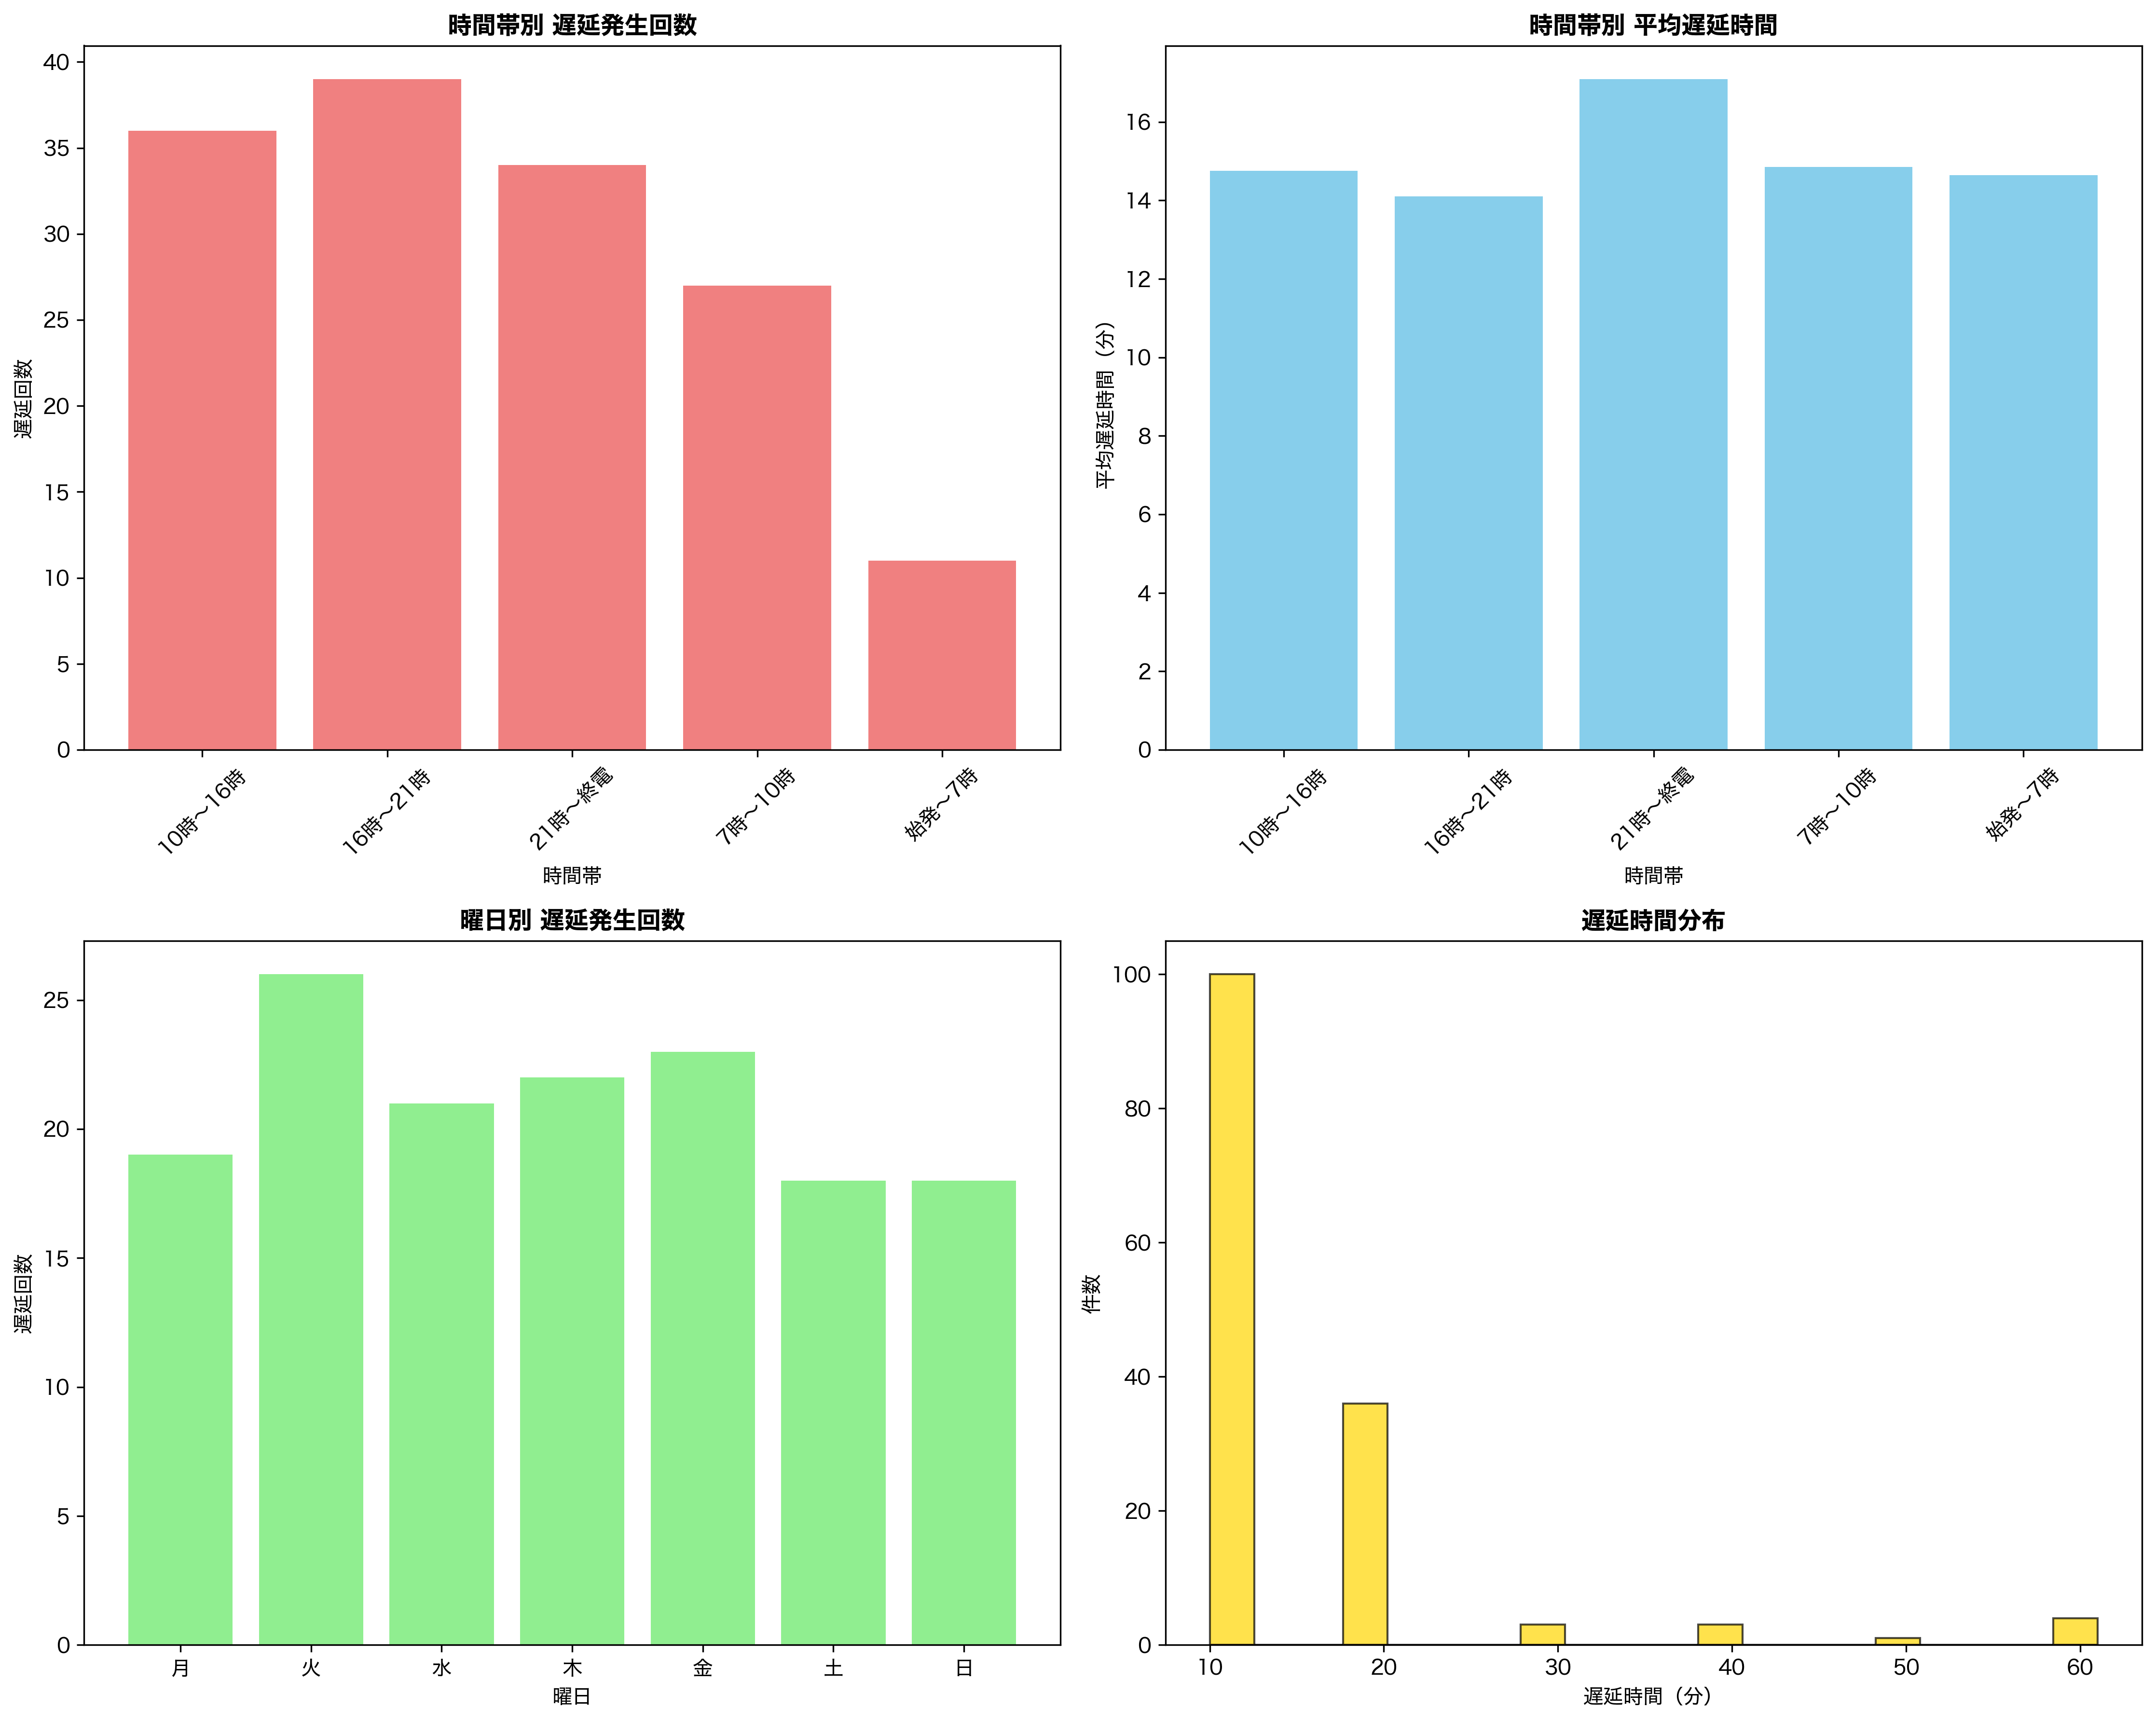 時間帯別 遅延発生回数
40
35
30
25
20
15
10
5
0
遅延回数
10時〜16時
16時〜21時
21時〜終電
7時〜10時
始発〜7時
時間帯
時間帯別 平均遅延時間
16
14
12
10
8
6
4
2
0
平均遅延時間（分）
10時〜16時
16時〜21時
21時〜終電
7時〜10時
始発〜7時
時間帯
曜日別 遅延発生回数
25
20
15
10
5
0
遅延回数
月 火 水 木 金 土 日
曜日
遅延時間分布
100
80
60
40
20
0
件数
10 20 30 40 50 60
遅延時間（分）